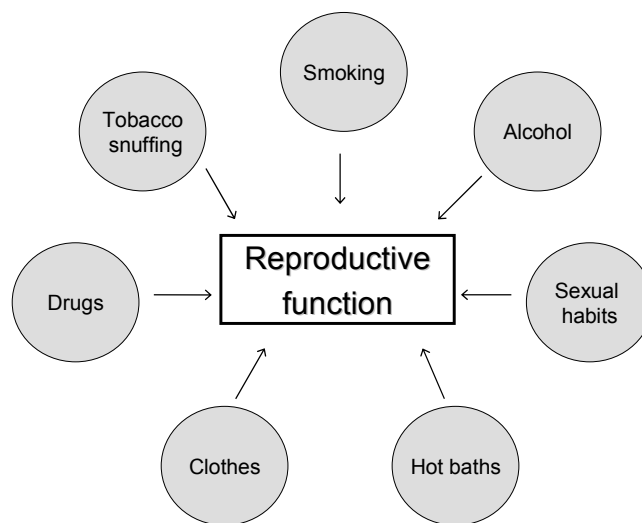 Smoking
Tobacco
snuffing
Alcohol
Reproductive
function
Drugs
Sexual
habits
Clothes
Hot baths